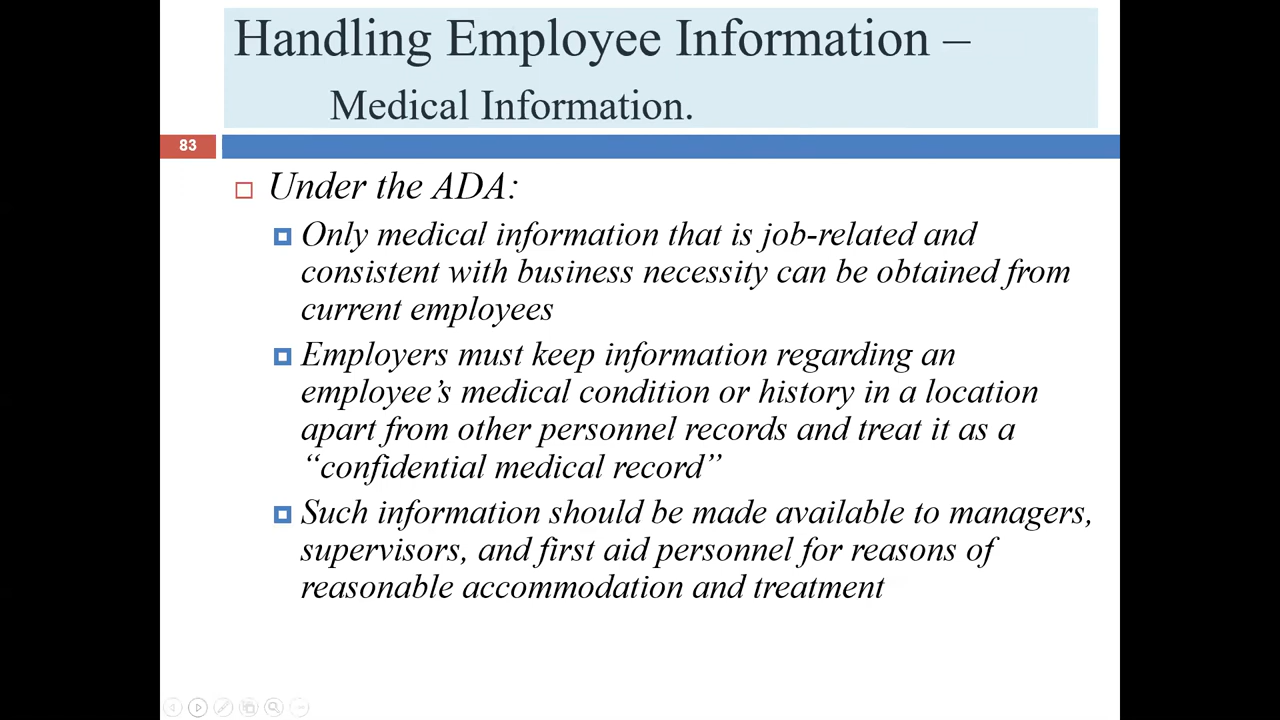 Handling Employee Information –
Medical Information.
83
Under the ADA:
Only medical information that is job-related and
consistent with business necessity can be obtained from
current employees
Employers must keep information regarding an
employee’s medical condition or history in a location
apart from other personnel records and treat it as a
“confidential medical record”
Such information should be made available to managers,
supervisors, and first aid personnel for reasons of
reasonable accommodation and treatment